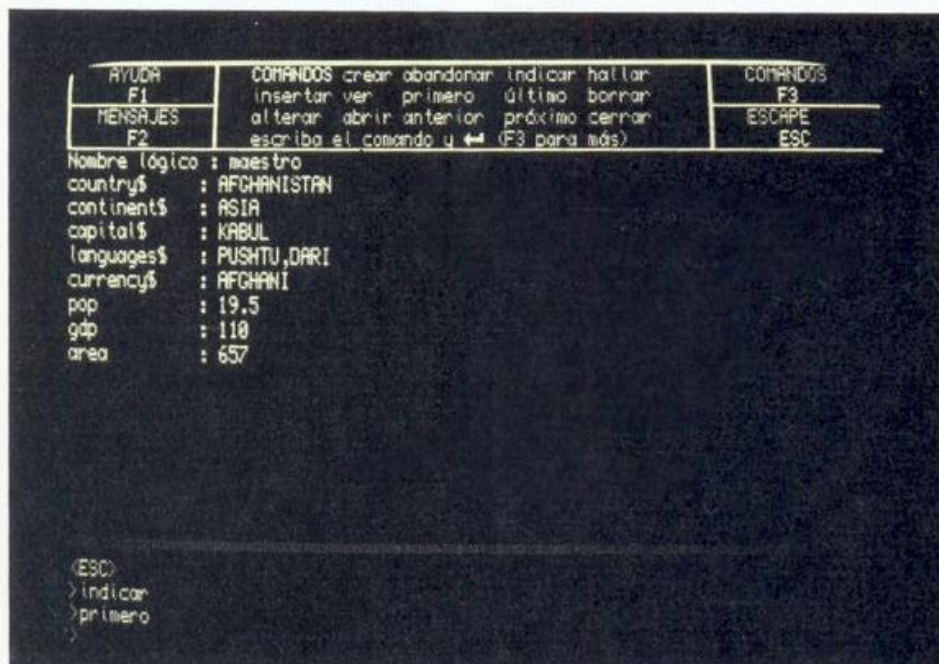 AYUDA
F1
MENSAJES
F2
COMANDOS crear abandonar indicar hallar
insertar ver primero último borrar
alterar abrir anterior próximo cerrar
escriba el comando y ↵ (F3 para más)
COMANDOS
F3
ESCAPE
ESC
Nombre lógico : maestro
country$ : AFGHANISTAN
continent$ : ASIA
capital$ : KABUL
languages$ : PUSHTU,DARI
currency$ : AFGHANI
pop : 19.5
gdp : 110
area : 657
<ESC>
>indicar
>primero
>